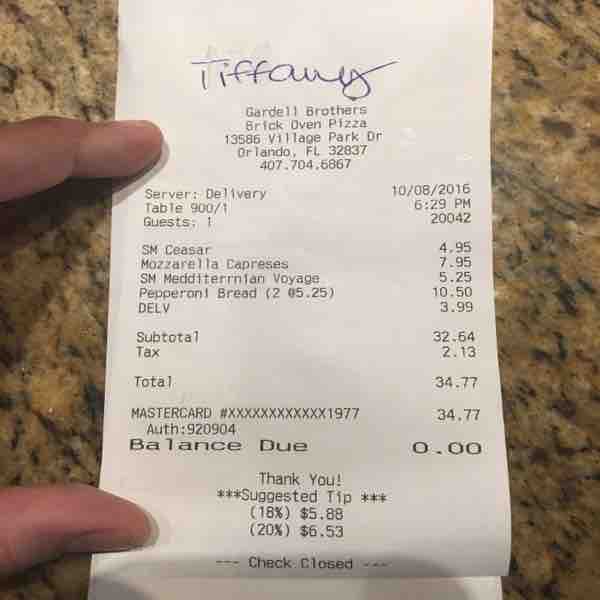 Tiffany
Gardell Brothers
Brick Oven Pizza
13586 Village Park Dr
Orlando, FL 32837
407.704.6867
Server: Delivery 10/08/2016
Table 900/1 6:29 PM
Guests: 1 20042
SM Ceasar 4.95
Mozzarella Capreses 7.95
SM Medditerrnian Voyage 5.25
Pepperoni Bread (2 @5.25) 10.50
DELV 3.99
Subtotal 32.64
Tax 2.13
Total 34.77
MASTERCARD #XXXXXXXXXXXX1977 34.77
Auth:920904
Balance Due 0.00
Thank You!
***Suggested Tip ***
(18%) $5.88
(20%) $6.53
--- Check Closed ---